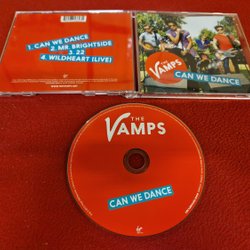 1. CAN WE DANCE
2. MR. BRIGHTSIDE
3. 22
4. WILDHEART (LIVE)
THE
VAMPS
CAN WE DANCE
THE
VAMPS
CAN WE DANCE